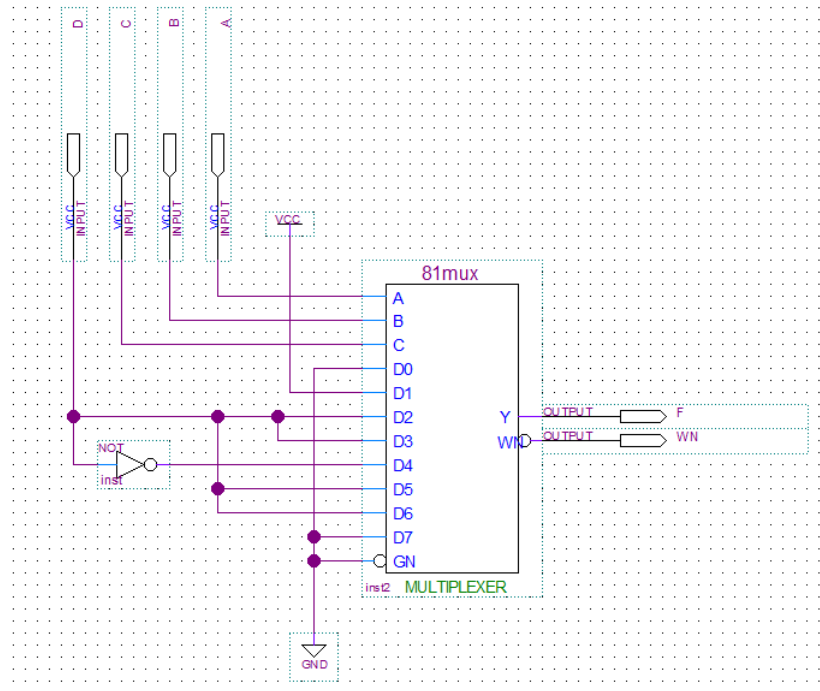 D
C
B
A
VCC
INPUT
VCC
INPUT
VCC
INPUT
VCC
INPUT
VCC
81mux
A
B
C
D0
D1
D2
D3
D4
D5
D6
D7
GN
Y
WN
OUTPUT
F
OUTPUT
WN
NOT
inst
inst2
MULTIPLEXER
GND